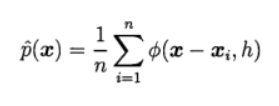 p̂(x) = 1/n ∑_{i=1}^{n} ϕ(x − x_i, h)